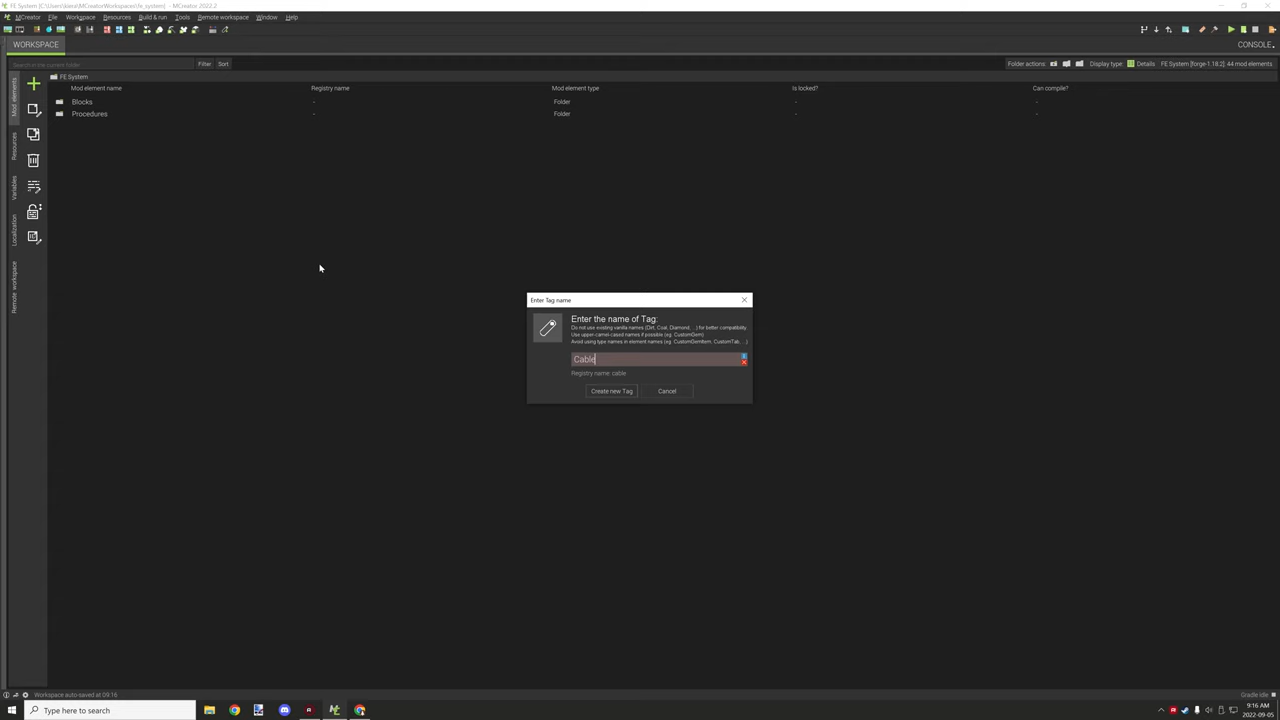 FE System [C:\Users\kiera\MCreatorWorkspaces\fe_system] - MCreator 2022.2
MCreator File Workspace Resources Build & run Tools Remote workspace Window Help
WORKSPACE
CONSOLE
Search in the current folder
Filter Sort
Folder actions
Display type: Details
FE System [forge-1.18.2]: 44 mod elements
FE System
Mod element name Registry name Mod element type Is locked? Can compile?
Blocks - Folder - -
Procedures - Folder - -
Mod elements
Resources
Variables
Localization
Remote workspace
Enter Tag name
Enter the name of Tag:
Do not use existing vanilla names (Dirt, Coal, Diamond, ...) for better compatibility
Use upper camel-cased names if possible (eg. CustomGem)
Avoid using type names in element names (eg. CustomGemItem, CustomTab, ...)
Cable
Registry name: cable
Create new Tag Cancel
Workspace auto-saved at 09:16
Gradle idle
Type here to search
9:16 AM
2022-09-05